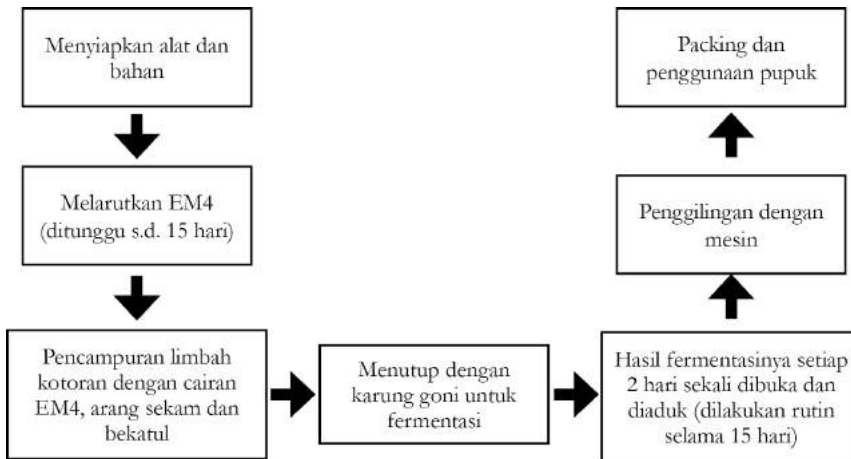 Menyiapkan alat dan
bahan
Melarutkan EM4
(ditunggu s.d. 15 hari)
Pencampuran limbah
kotoran dengan cairan
EM4, arang sekam dan
bekatul
Menutup dengan
karung goni untuk
fermentasi
Hasil fermentasinya setiap
2 hari sekali dibuka dan
diaduk (dilakukan rutin
selama 15 hari)
Penggilingan dengan
mesin
Packing dan
penggunaan pupuk